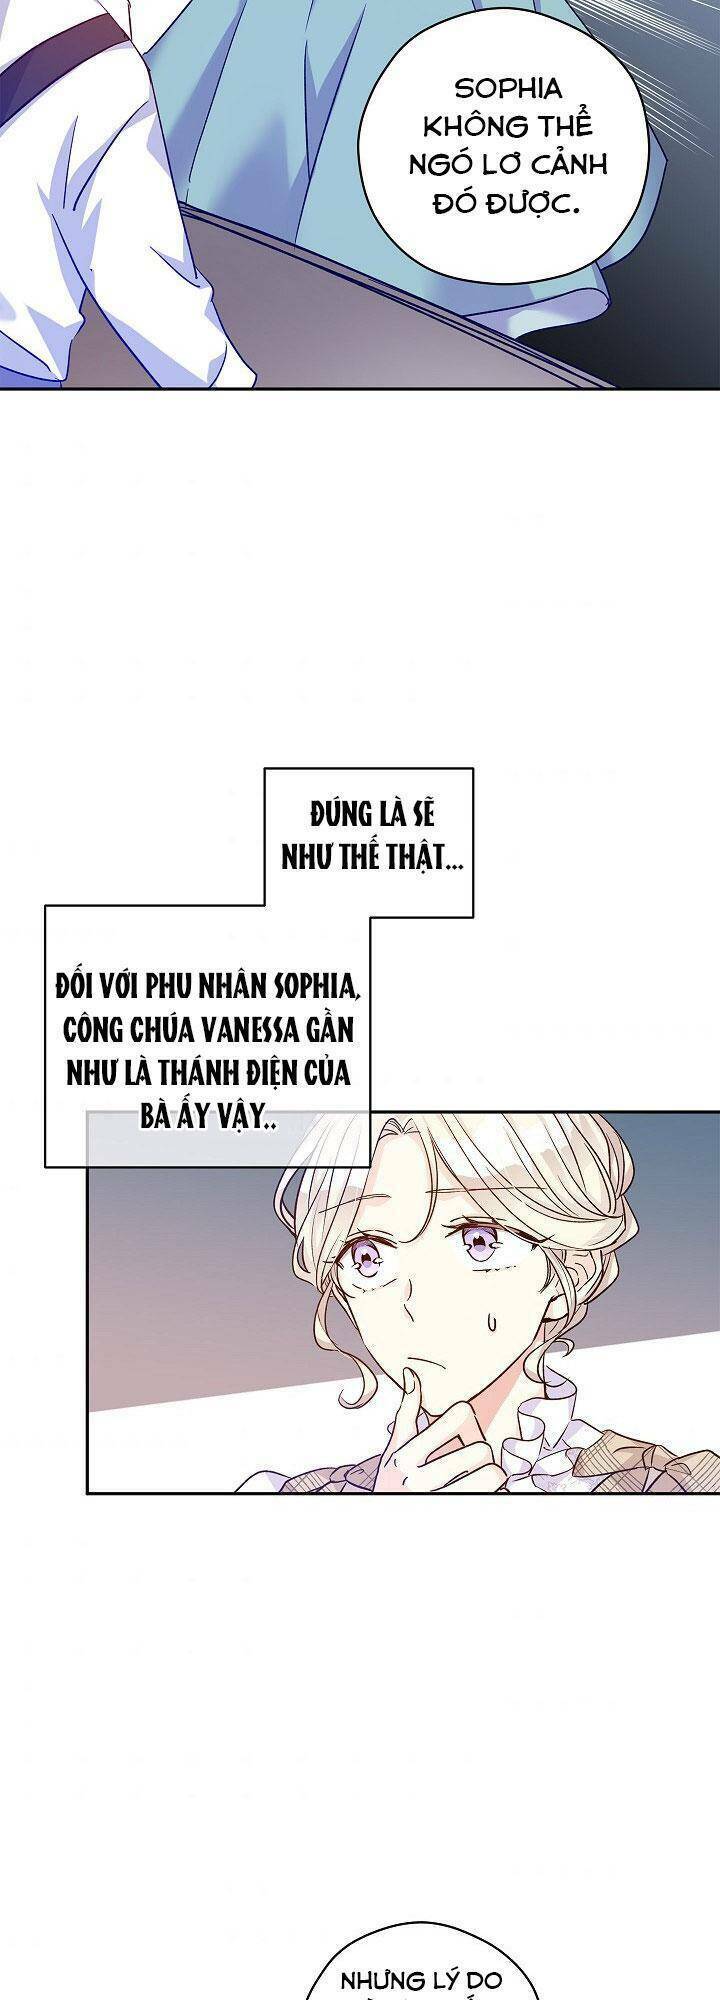 SOPHIA
KHÔNG THỂ
NGÓ LƠ CẢNH
ĐÓ ĐƯỢC.
ĐÚNG LÀ SẼ
NHƯ THẾ THẬT...
ĐỐI VỚI PHU NHÂN SOPHIA,
CÔNG CHÚA VANESSA GẦN
NHƯ LÀ THÁNH ĐIỆN CỦA
BÀ ẤY VẬY..
NHƯNG LÝ DO